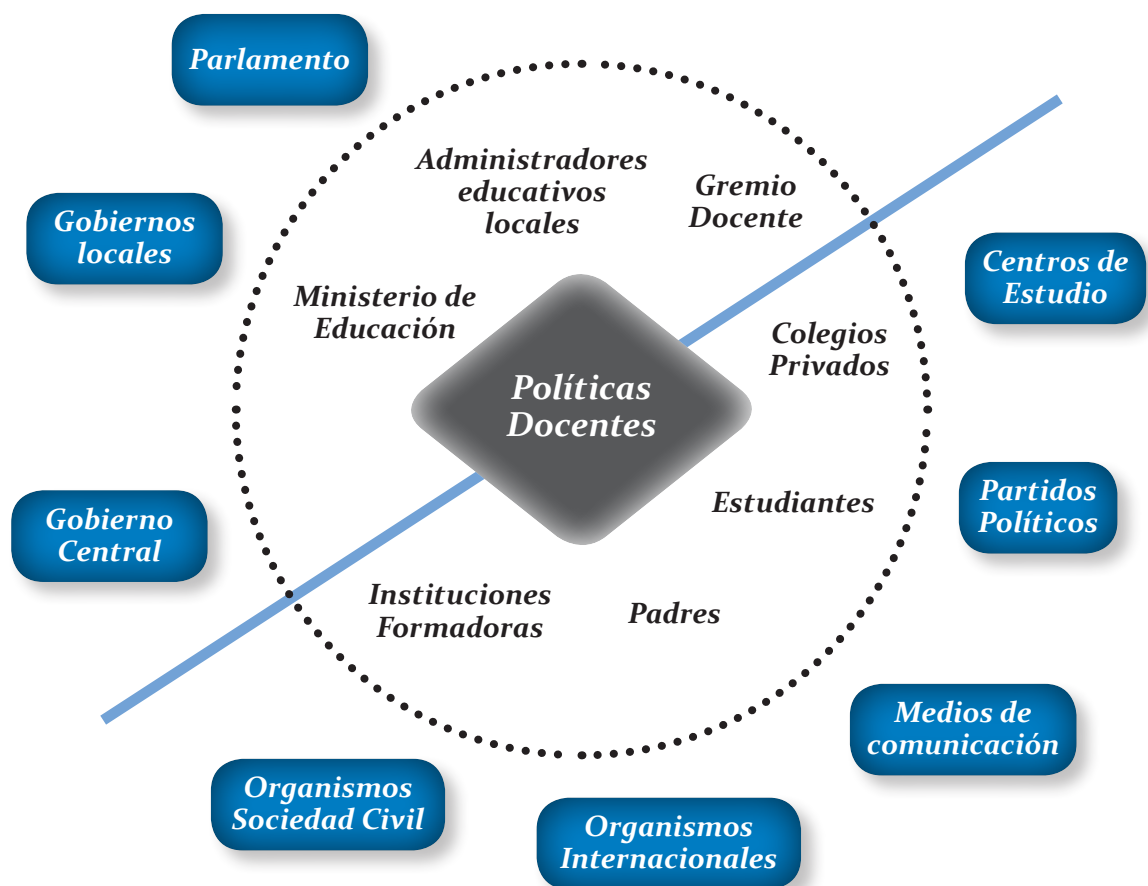 Parlamento
Administradores
educativos
locales
Gremio
Docente
Gobiernos
locales
Centros de
Estudio
Ministerio de
Educación
Colegios
Privados
Políticas
Docentes
Estudiantes
Partidos
Políticos
Gobierno
Central
Instituciones
Formadoras
Padres
Medios de
comunicación
Organismos
Sociedad Civil
Organismos
Internacionales